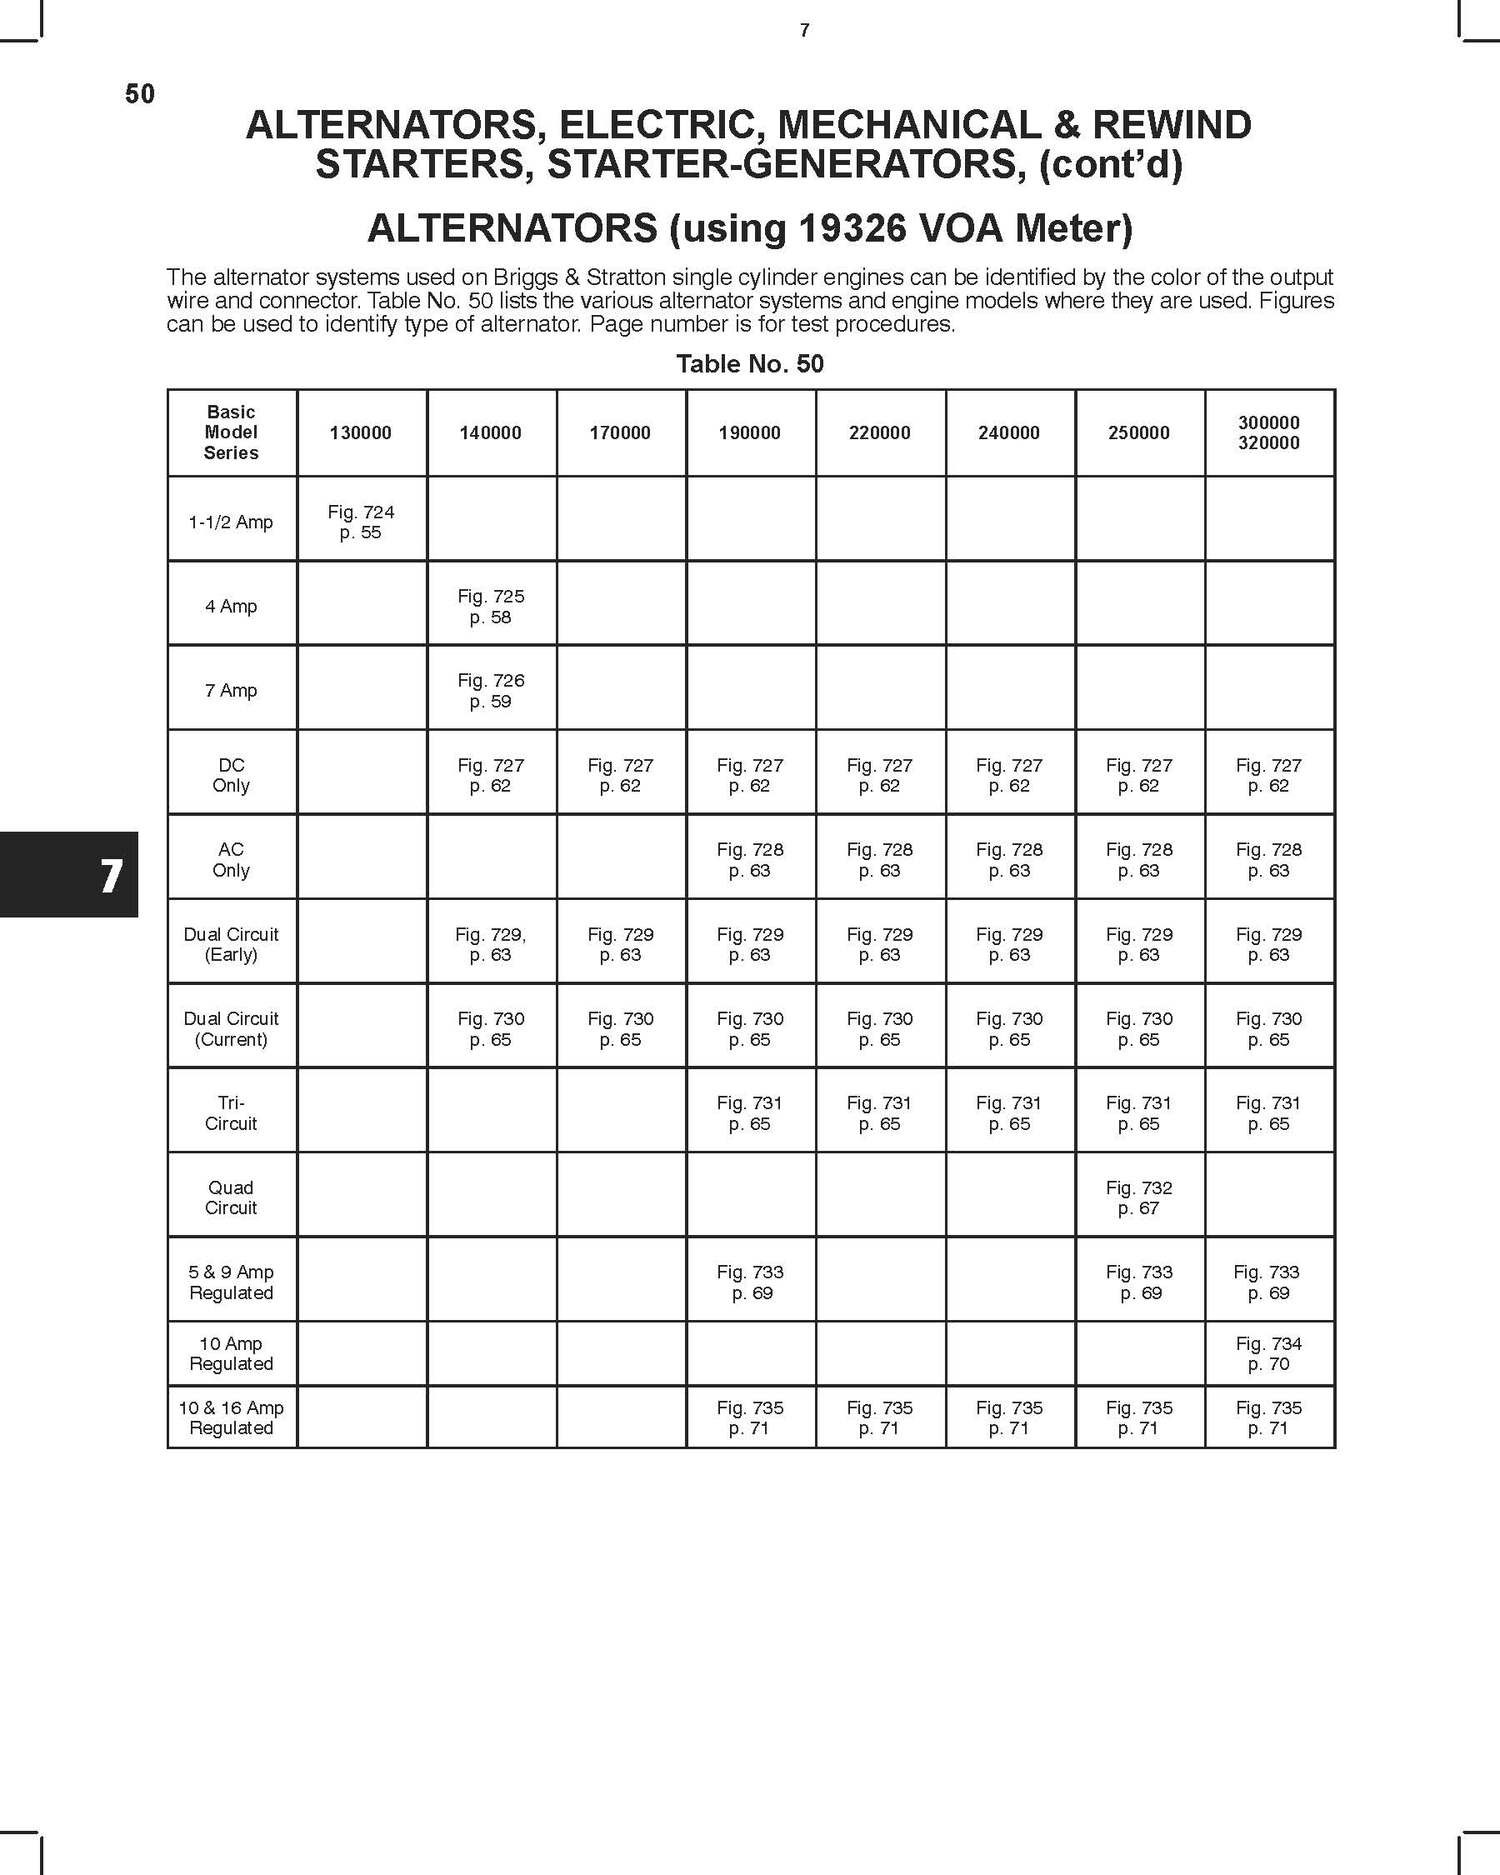 7
50
ALTERNATORS, ELECTRIC, MECHANICAL & REWIND
STARTERS, STARTER-GENERATORS, (cont’d)
ALTERNATORS (using 19326 VOA Meter)
The alternator systems used on Briggs & Stratton single cylinder engines can be identified by the color of the output
wire and connector. Table No. 50 lists the various alternator systems and engine models where they are used. Figures
can be used to identify type of alternator. Page number is for test procedures.
Table No. 50
Basic Model Series 130000 140000 170000 190000 220000 240000 250000 300000 320000
1-1/2 Amp Fig. 724 p. 55
4 Amp Fig. 725 p. 58
7 Amp Fig. 726 p. 59
DC Only Fig. 727 p. 62 Fig. 727 p. 62 Fig. 727 p. 62 Fig. 727 p. 62 Fig. 727 p. 62 Fig. 727 p. 62 Fig. 727 p. 62
AC Only Fig. 728 p. 63 Fig. 728 p. 63 Fig. 728 p. 63 Fig. 728 p. 63 Fig. 728 p. 63
7
Dual Circuit (Early) Fig. 729, p. 63 Fig. 729 p. 63 Fig. 729 p. 63 Fig. 729 p. 63 Fig. 729 p. 63 Fig. 729 p. 63 Fig. 729 p. 63
Dual Circuit (Current) Fig. 730 p. 65 Fig. 730 p. 65 Fig. 730 p. 65 Fig. 730 p. 65 Fig. 730 p. 65 Fig. 730 p. 65 Fig. 730 p. 65
Tri- Circuit Fig. 731 p. 65 Fig. 731 p. 65 Fig. 731 p. 65 Fig. 731 p. 65 Fig. 731 p. 65
Quad Circuit Fig. 732 p. 67
5 & 9 Amp Regulated Fig. 733 p. 69 Fig. 733 p. 69 Fig. 733 p. 69
10 Amp Regulated Fig. 734 p. 70
10 & 16 Amp Regulated Fig. 735 p. 71 Fig. 735 p. 71 Fig. 735 p. 71 Fig. 735 p. 71 Fig. 735 p. 71